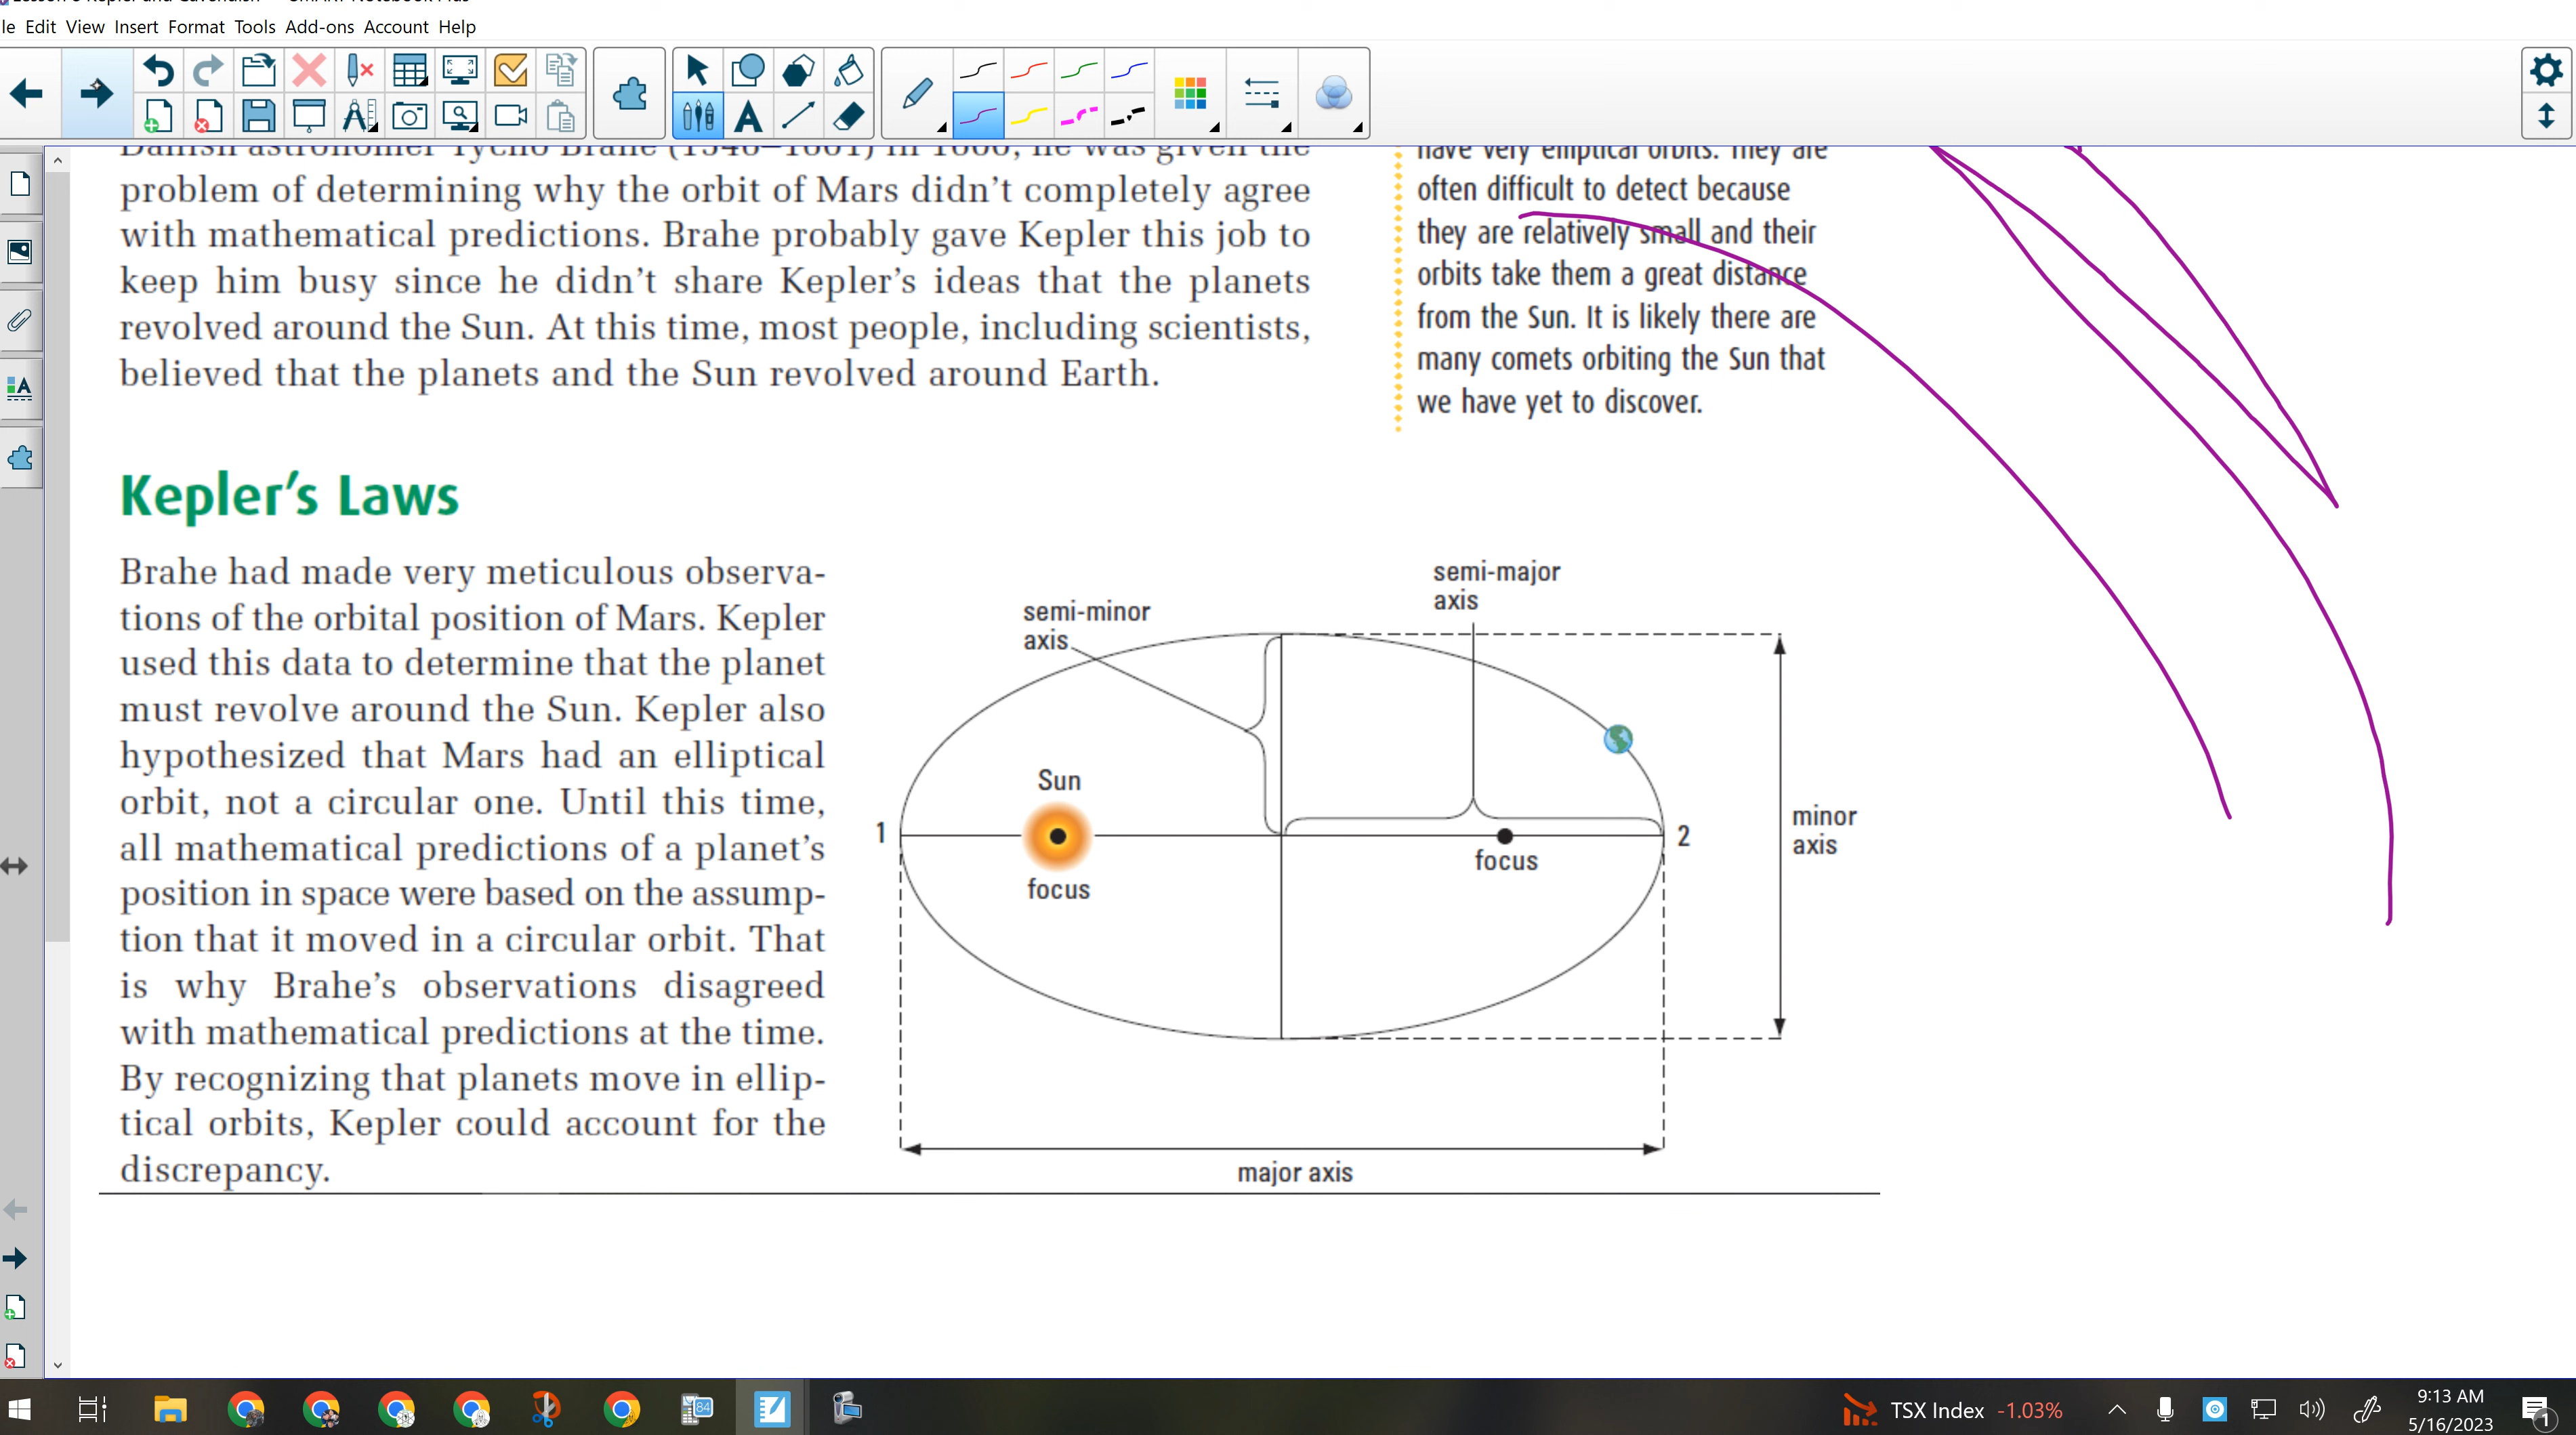 le Edit View Insert Format Tools Add-ons Account Help
problem of determining why the orbit of Mars didn't completely agree
with mathematical predictions. Brahe probably gave Kepler this job to
keep him busy since he didn't share Kepler's ideas that the planets
revolved around the Sun. At this time, most people, including scientists,
believed that the planets and the Sun revolved around Earth.
have very elliptical orbits. They are
often difficult to detect because
they are relatively small and their
orbits take them a great distance
from the Sun. It is likely there are
many comets orbiting the Sun that
we have yet to discover.
Kepler's Laws
Brahe had made very meticulous observa-
tions of the orbital position of Mars. Kepler
used this data to determine that the planet
must revolve around the Sun. Kepler also
hypothesized that Mars had an elliptical
orbit, not a circular one. Until this time,
all mathematical predictions of a planet's
position in space were based on the assump-
tion that it moved in a circular orbit. That
is why Brahe's observations disagreed
with mathematical predictions at the time.
By recognizing that planets move in ellip-
tical orbits, Kepler could account for the
discrepancy.
semi-major
axis
semi-minor
axis
Sun
1
focus
focus
2
minor
axis
major axis
84
TSX Index -1.03%
9:13 AM
5/16/2023
1